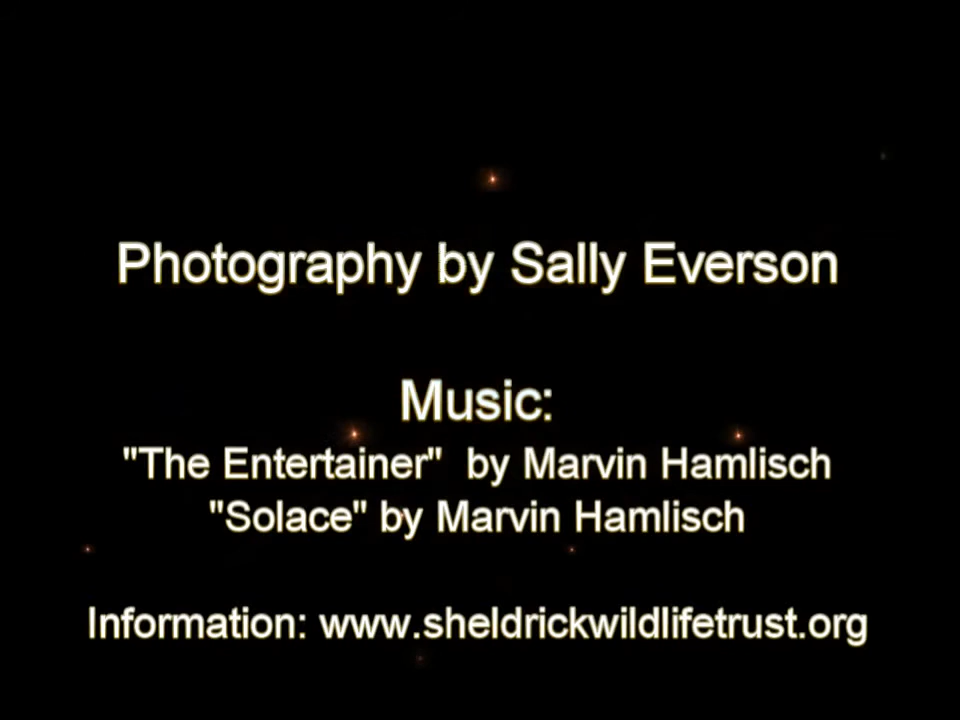 Photography by Sally Everson
Music:
"The Entertainer"  by Marvin Hamlisch
"Solace" by Marvin Hamlisch
Information: www.sheldrickwildlifetrust.org